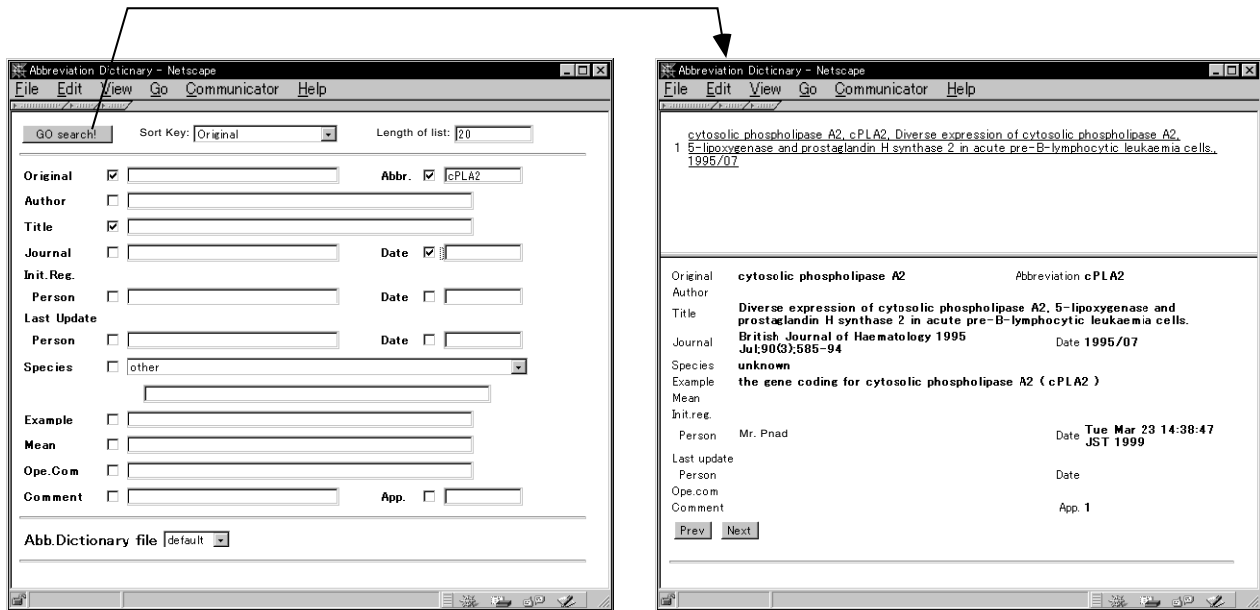 Abbreviation Dictionary - Netscape
File Edit View Go Communicator Help
GO search! Sort Key: Original Length of list: 20
Original Abbr. cPLA2
Author
Title
Journal Date
Init.Reg.
Person Date
Last Update
Person Date
Species other
Example
Mean
Ope.Com
Comment App.
Abb.Dictionary file default
Abbreviation Dictionary - Netscape
File Edit View Go Communicator Help
cytosolic phospholipase A2, cPLA2, Diverse expression of cytosolic phospholipase A2,
1 5-lipoxygenase and prostaglandin H synthase 2 in acute pre-B-lymphocytic leukaemia cells.,
1995/07
Original cytosolic phospholipase A2 Abbreviation cPLA2
Author
Title Diverse expression of cytosolic phospholipase A2, 5-lipoxygenase and
prostaglandin H synthase 2 in acute pre-B-lymphocytic leukaemia cells.
Journal British Journal of Haematology 1995
Jul;90(3):585-94 Date 1995/07
Species unknown
Example the gene coding for cytosolic phospholipase A2 ( cPLA2 )
Mean
Init.reg.
Person Mr. Pnad Date Tue Mar 23 14:38:47
JST 1999
Last update
Person Date
Ope.com
Comment App. 1
Prev Next